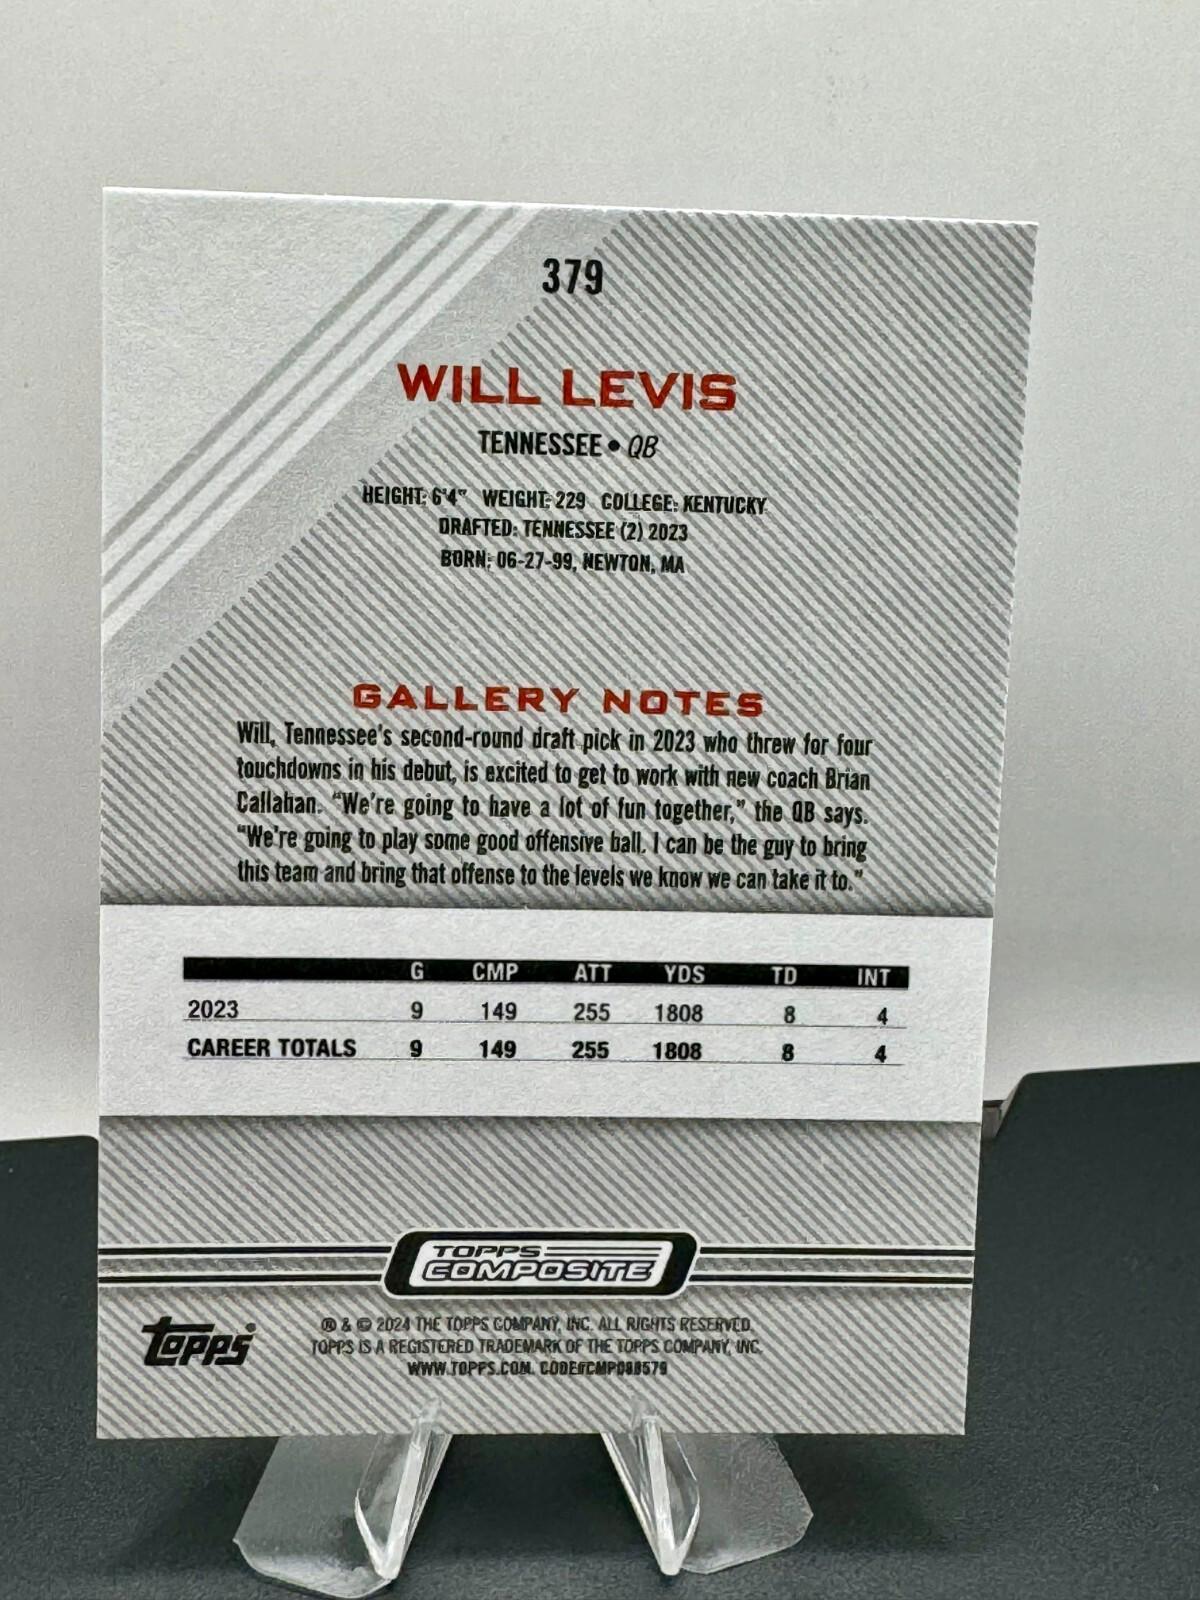 379
WILL LEVIS
TENNESSEE • QB
HEIGHT: 6'4" WEIGHT: 229 COLLEGE: KENTUCKY
DRAFTED: TENNESSEE (2) 2023
BORN: 06-27-99, NEWTON, MA
GALLERY NOTES
Will, Tennessee's second-round draft pick in 2023 who threw for four
touchdowns in his debut, is excited to get to work with new coach Brian
Callahan. "We're going to have a lot of fun together," the QB says.
"We're going to play some good offensive ball. I can be the guy to bring
this team and bring that offense to the levels we know we can take it to."
G CMP ATT YDS TD INT
2023 9 149 255 1808 8 4
CAREER TOTALS 9 149 255 1808 8 4
TOPPS
COMPOSITE
topps
® & © 2024 THE TOPPS COMPANY, INC. ALL RIGHTS RESERVED.
TOPPS IS A REGISTERED TRADEMARK OF THE TOPPS COMPANY, INC.
WWW.TOPPS.COM